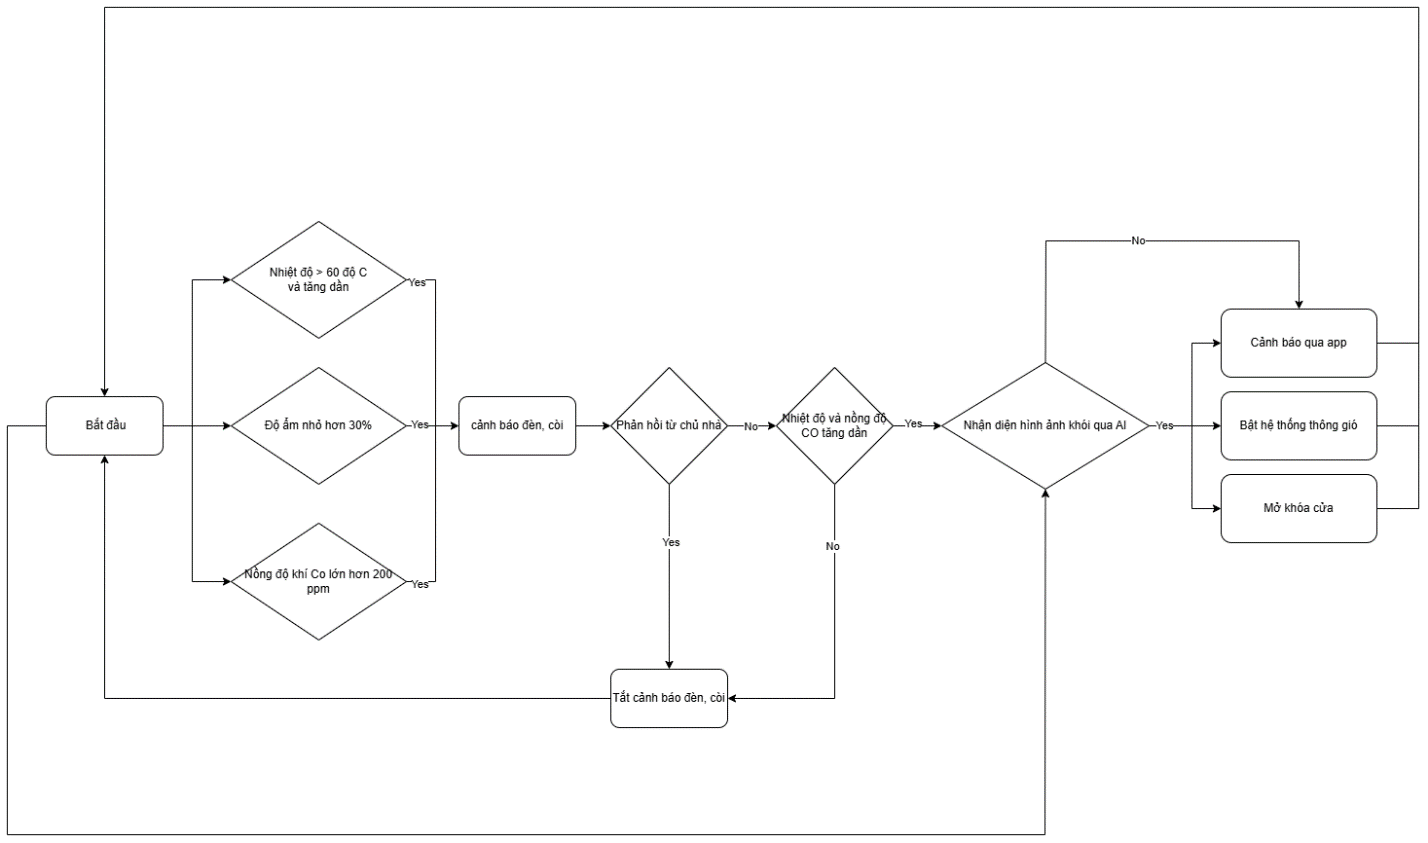 No
Nhiệt độ > 60 độ C
và tăng dần
Yes
Cảnh báo qua app
Bắt đầu
Độ ẩm nhỏ hơn 30%
Yes
cảnh báo đèn, còi
Phản hồi từ chủ nhà
No
Nhiệt độ và nồng độ
CO tăng dần
Yes
Nhận diện hình ảnh khói qua AI
Yes
Bật hệ thống thông gió
Mở khóa cửa
Yes
No
Nồng độ khí Co lớn hơn 200
ppm
Yes
Tắt cảnh báo đèn, còi